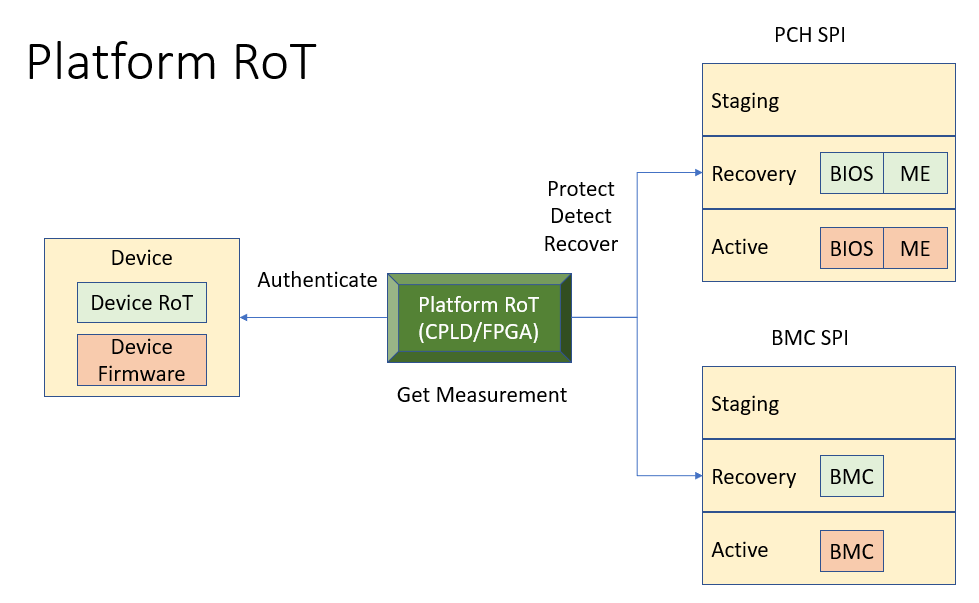 Platform RoT
Device
Device RoT
Device
Firmware
Authenticate
Platform RoT
(CPLD/FPGA)
Get Measurement
Protect
Detect
Recover
PCH SPI
Staging
Recovery BIOS ME
Active BIOS ME
BMC SPI
Staging
Recovery BMC
Active BMC